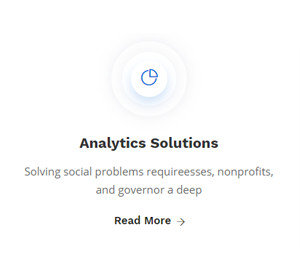 Analytics Solutions
Solving social problems requireesses, nonprofits,
and governor a deep
Read More →